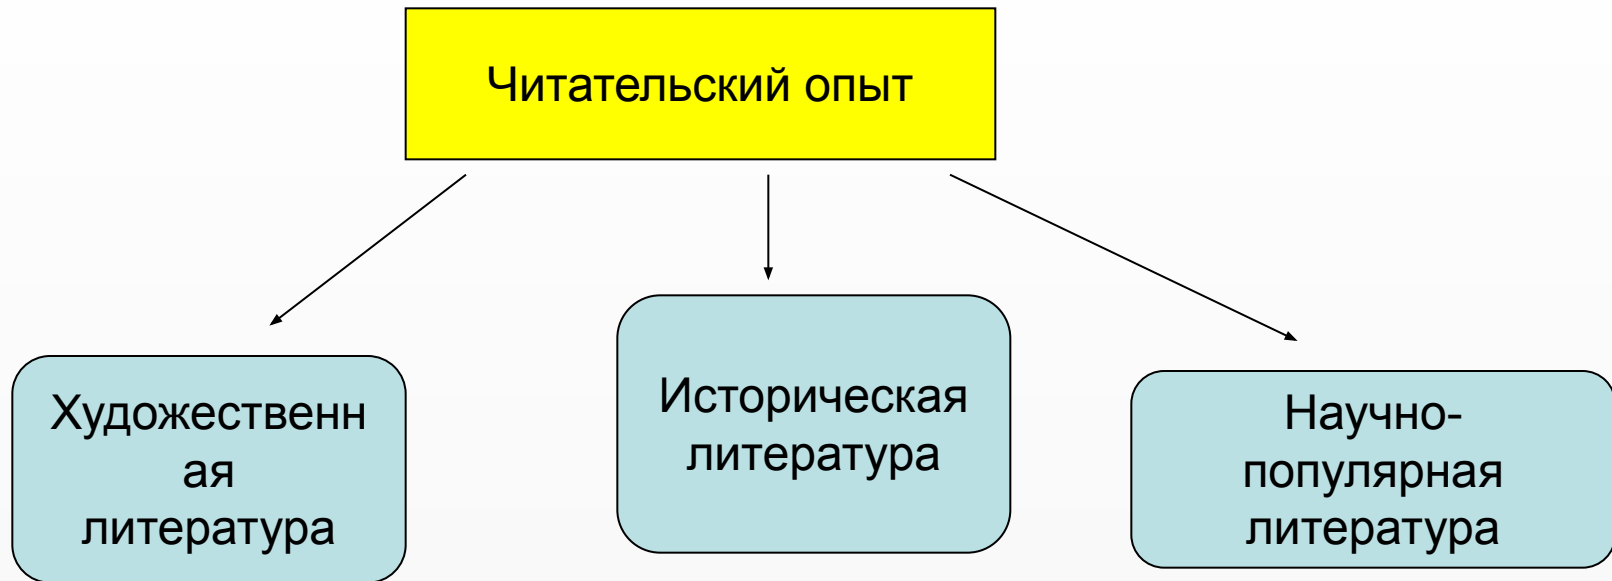 Читательский опыт
Художественн
ая
литература
Историческая
литература
Научно-
популярная
литература